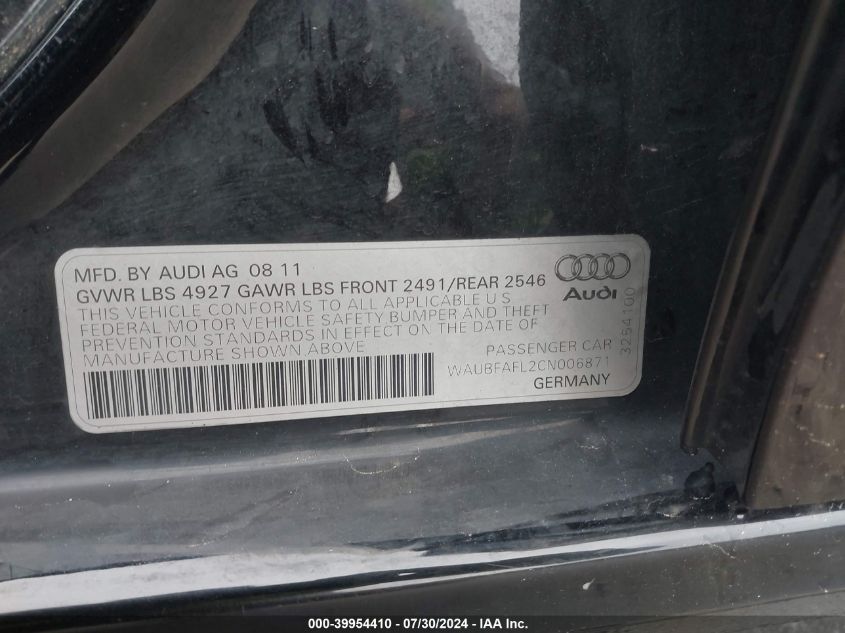 MFD. BY AUDI AG 08 11
GVWR LBS 4927 GAWR LBS FRONT 2491/REAR 2546
THIS VEHICLE CONFORMS TO ALL APPLICABLE U S
FEDERAL MOTOR VEHICLE SAFETY BUMPER AND THEFT
PREVENTION STANDARDS IN EFFECT ON THE DATE OF
MANUFACTURE SHOWN ABOVE
Audi
3254100
PASSENGER CAR
WAUBFAFL2CN006871
GERMANY
000-39954410 - 07/30/2024 - IAA Inc.